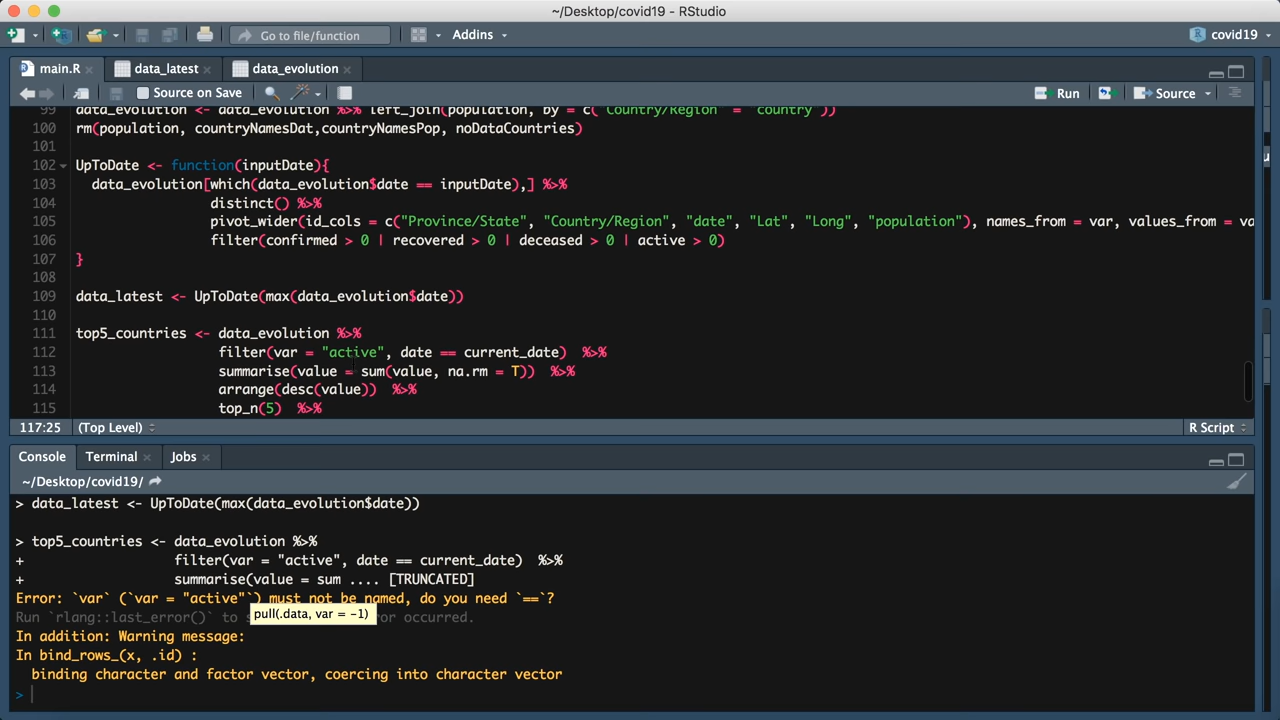 ~/Desktop/covid19 - RStudio
Go to file/function Addins covid19
main.R data_latest data_evolution
Source on Save Run Source
99 data_evolution <- data_evolution %>% left_join(population, by = c("Country/Region" = "country"))
100 rm(population, countryNamesDat,countryNamesPop, noDataCountries)
101
102 UpToDate <- function(inputDate){
103 data_evolution[which(data_evolution$date == inputDate),] %>%
104 distinct() %>%
105 pivot_wider(id_cols = c("Province/State", "Country/Region", "date", "Lat", "Long", "population"), names_from = var, values_from = va
106 filter(confirmed > 0 | recovered > 0 | deceased > 0 | active > 0)
107 }
108
109 data_latest <- UpToDate(max(data_evolution$date))
110
111 top5_countries <- data_evolution %>%
112 filter(var = "active", date == current_date) %>%
113 summarise(value = sum(value, na.rm = T)) %>%
114 arrange(desc(value)) %>%
115 top_n(5) %>%
117:25 (Top Level) R Script
Console Terminal Jobs
~/Desktop/covid19/
> data_latest <- UpToDate(max(data_evolution$date))
> top5_countries <- data_evolution %>%
+ filter(var = "active", date == current_date) %>%
+ summarise(value = sum .... [TRUNCATED]
Error: `var` (`var = "active"`) must not be named, do you need `==`?
Run `rlang::last_error()` to s
pull(.data, var = -1)
or occurred.
In addition: Warning message:
In bind_rows_(x, .id) :
binding character and factor vector, coercing into character vector
>